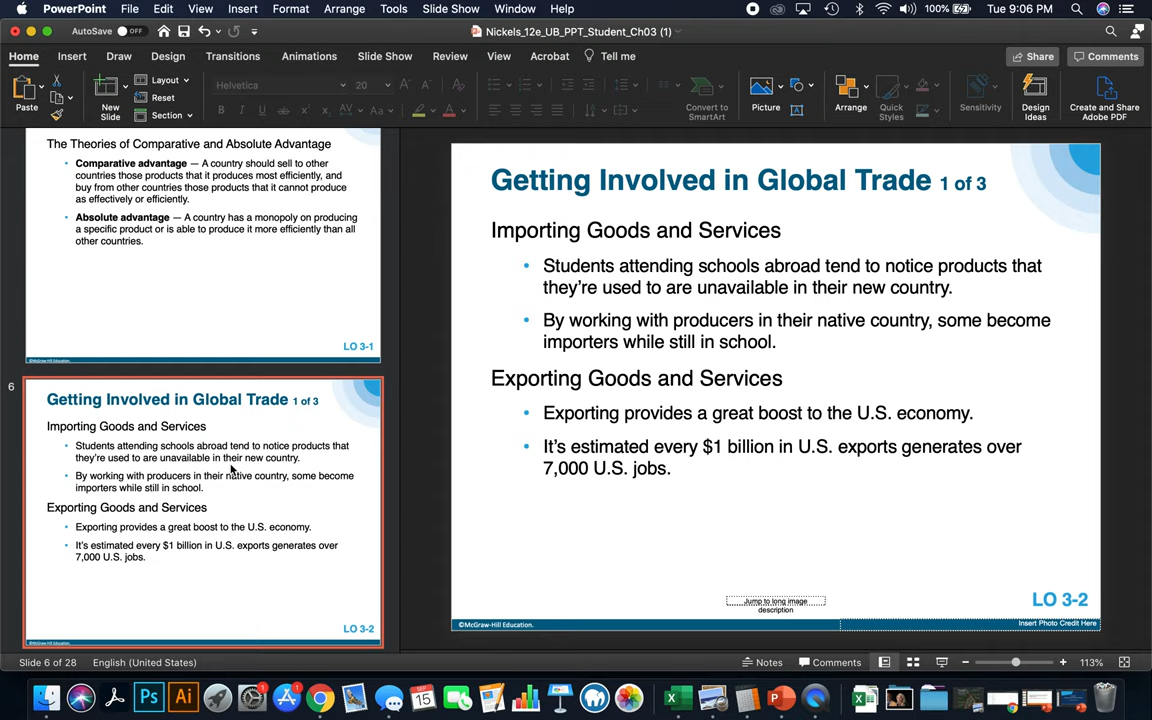 PowerPoint File Edit View Insert Format Arrange Tools Slide Show Window Help 100% Tue 9:06 PM
AutoSave OFF Nickels_12e_UB_PPT_Student_Ch03 (1)
Home Insert Draw Design Transitions Animations Slide Show Review View Acrobat Tell me Share Comments
Paste New Slide Layout Reset Section Helvetica 20 Convert to SmartArt Picture Arrange Quick Styles Sensitivity Design Ideas Create and Share Adobe PDF
The Theories of Comparative and Absolute Advantage
• Comparative advantage — A country should sell to other
countries those products that it produces most efficiently, and
buy from other countries those products that it cannot produce
as effectively or efficiently.
• Absolute advantage — A country has a monopoly on producing
a specific product or is able to produce it more efficiently than all
other countries.
LO 3-1
©McGraw-Hill Education.
6
Getting Involved in Global Trade 1 of 3
Importing Goods and Services
• Students attending schools abroad tend to notice products that
they're used to are unavailable in their new country.
• By working with producers in their native country, some become
importers while still in school.
Exporting Goods and Services
• Exporting provides a great boost to the U.S. economy.
• It's estimated every $1 billion in U.S. exports generates over
7,000 U.S. jobs.
LO 3-2
©McGraw-Hill Education.
Getting Involved in Global Trade 1 of 3
Importing Goods and Services
• Students attending schools abroad tend to notice products that
they're used to are unavailable in their new country.
• By working with producers in their native country, some become
importers while still in school.
Exporting Goods and Services
• Exporting provides a great boost to the U.S. economy.
• It's estimated every $1 billion in U.S. exports generates over
7,000 U.S. jobs.
Jump to long image
description
LO 3-2
©McGraw-Hill Education. Insert Photo Credit Here
Slide 6 of 28 English (United States) Notes Comments 113%
Ps Ai 15